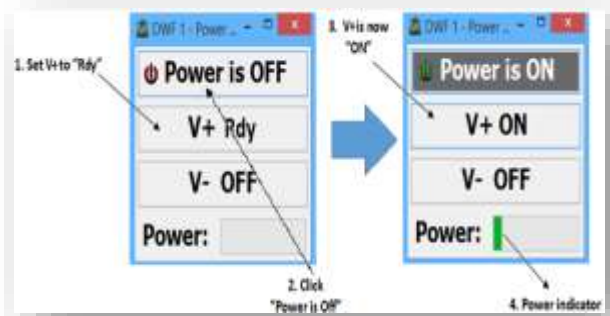 DWF 1 - Power ..
1. Set V+ to "Rdy"
Power is OFF
V+ Rdy
V- OFF
Power:
2. Click
"Power is Off"
3. V+ is now
"ON"
DWF 1 - Power ..
Power is ON
V+ ON
V- OFF
Power:
4. Power indicator